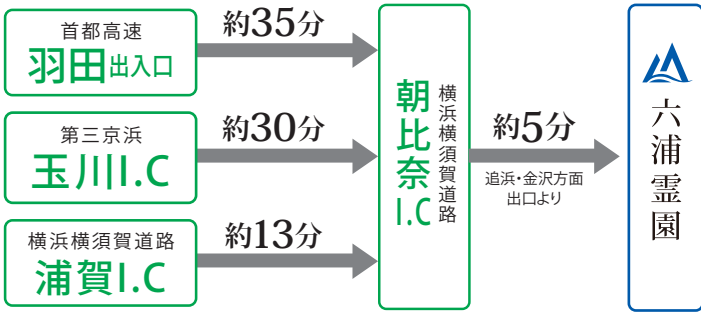 首都高速
羽田出入口
約35分
第三京浜
玉川I.C
約30分
横浜横須賀道路
浦賀I.C
約13分
横浜横須賀道路
朝比奈I.C
約5分
追浜・金沢方面
出口より
六浦霊園